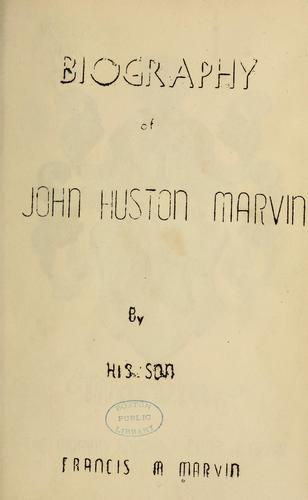 BIOGRAPHY
of
JOHN HUSTON MARVIN
By
HIS SON
BOSTON
PUBLIC
LIBRARY
FRANCIS M MARVIN